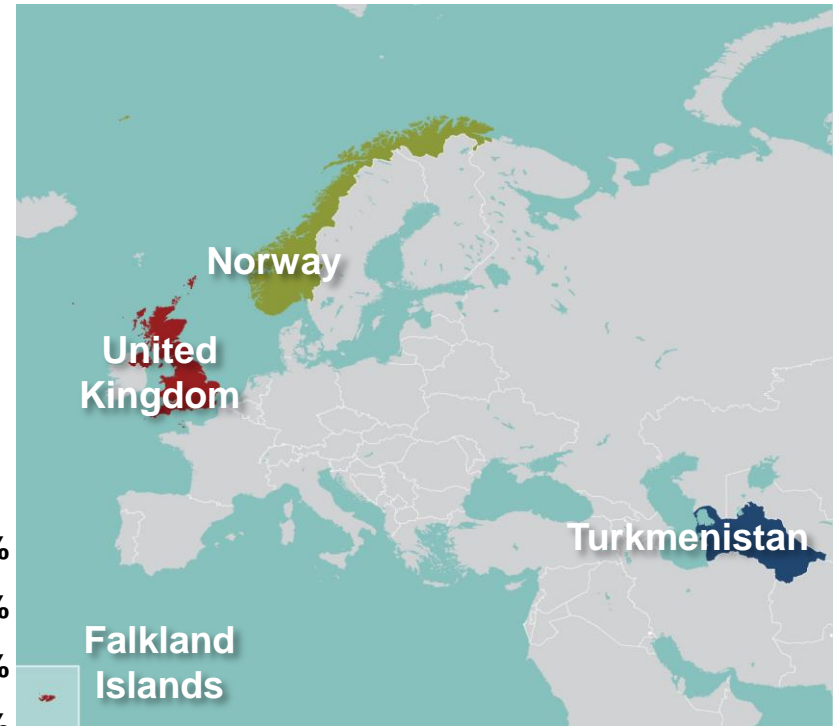 Norway
United
Kingdom
Turkmenistan
%
%
Falkland
%
Islands
%